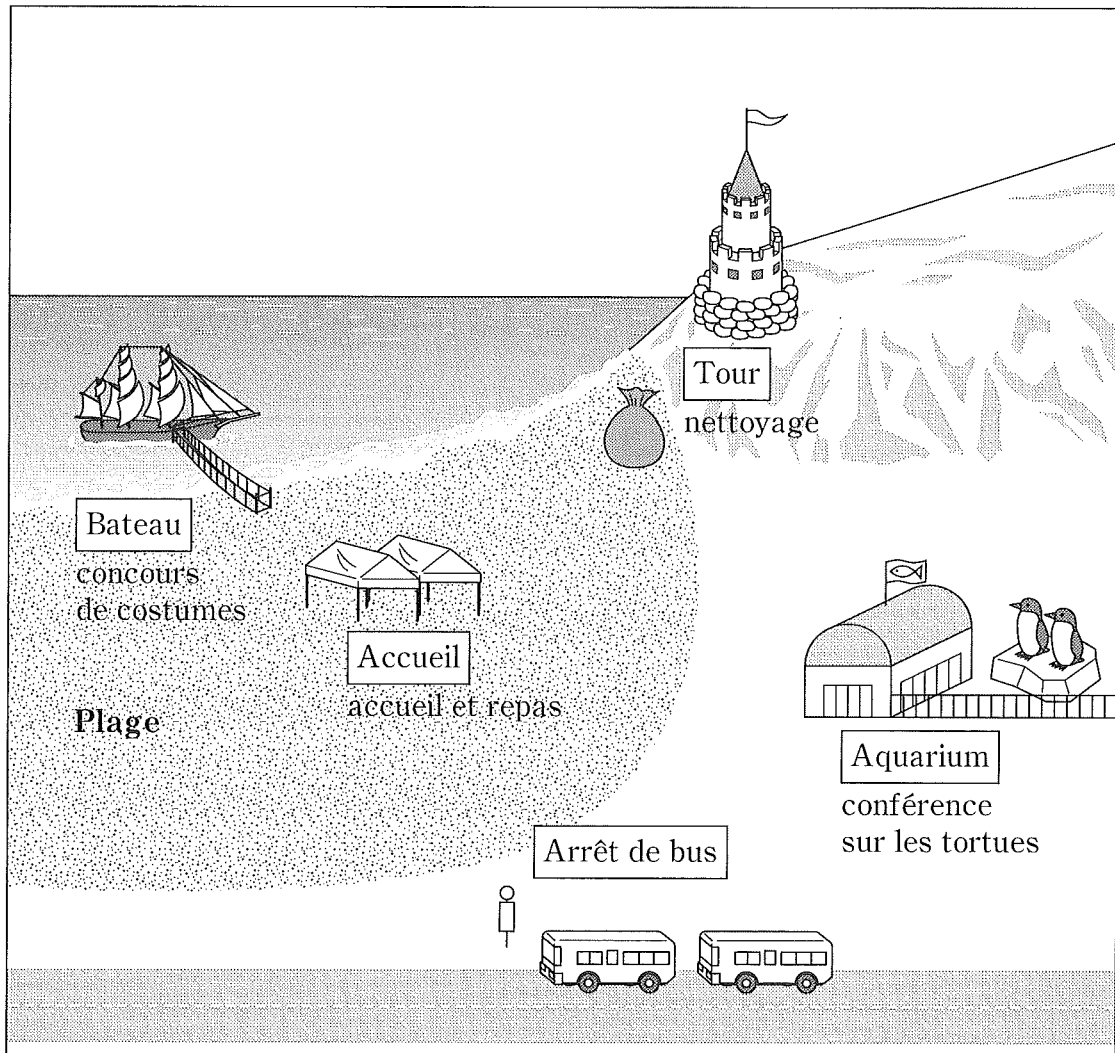 Tour
nettoyage
Bateau
concours
de costumes
Accueil
accueil et repas
Plage
Aquarium
conférence
sur les tortues
Arrêt de bus